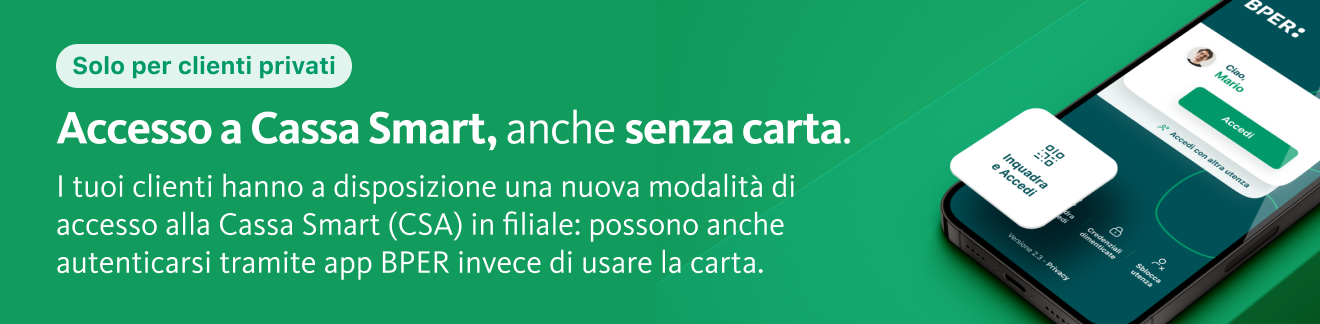 Solo per clienti privati
Accesso a Cassa Smart, anche senza carta.
I tuoi clienti hanno a disposizione una nuova modalità di
accesso alla Cassa Smart (CSA) in filiale: possono anche
autenticarsi tramite app BPER invece di usare la carta.
BPER:
Ciao,
Mario
Accedi
Accedi con altra utenza
Inquadra
e Accedi
Credenziali
dimenticate
Sblocca
utenza
Versione 2.3 - Privacy